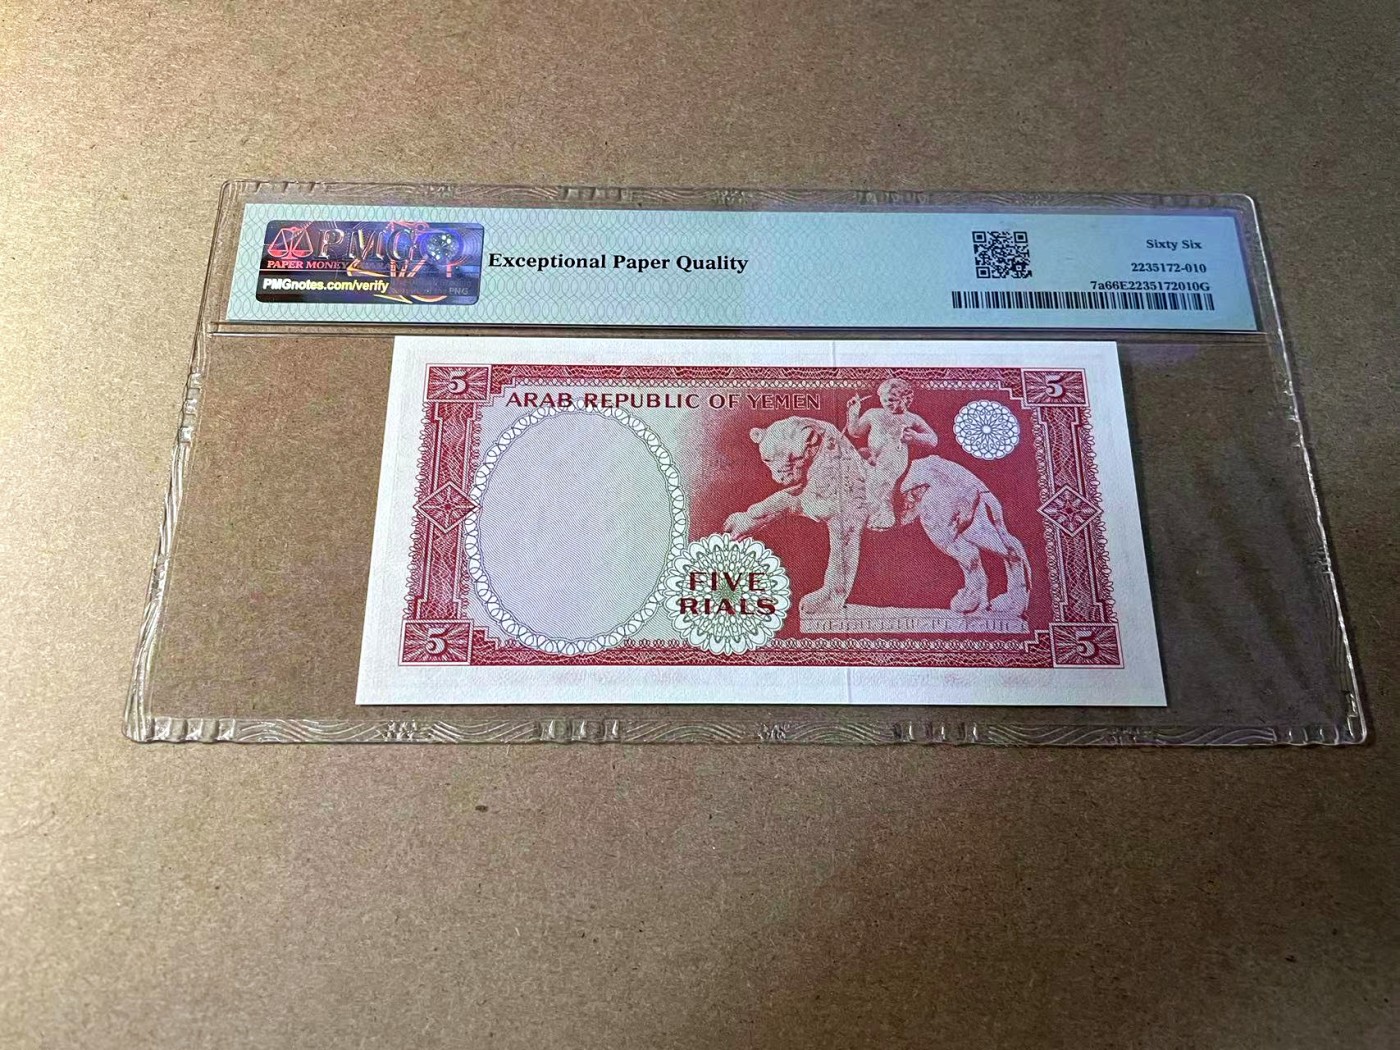 PMG
PAPER MONEY
PMGnotes.com/verify
PNG
Exceptional Paper Quality
Sixty Six
2235172-010
7a66E2235172010G
5
5
ARAB REPUBLIC OF YEMEN
FIVE
RIALS
5
5